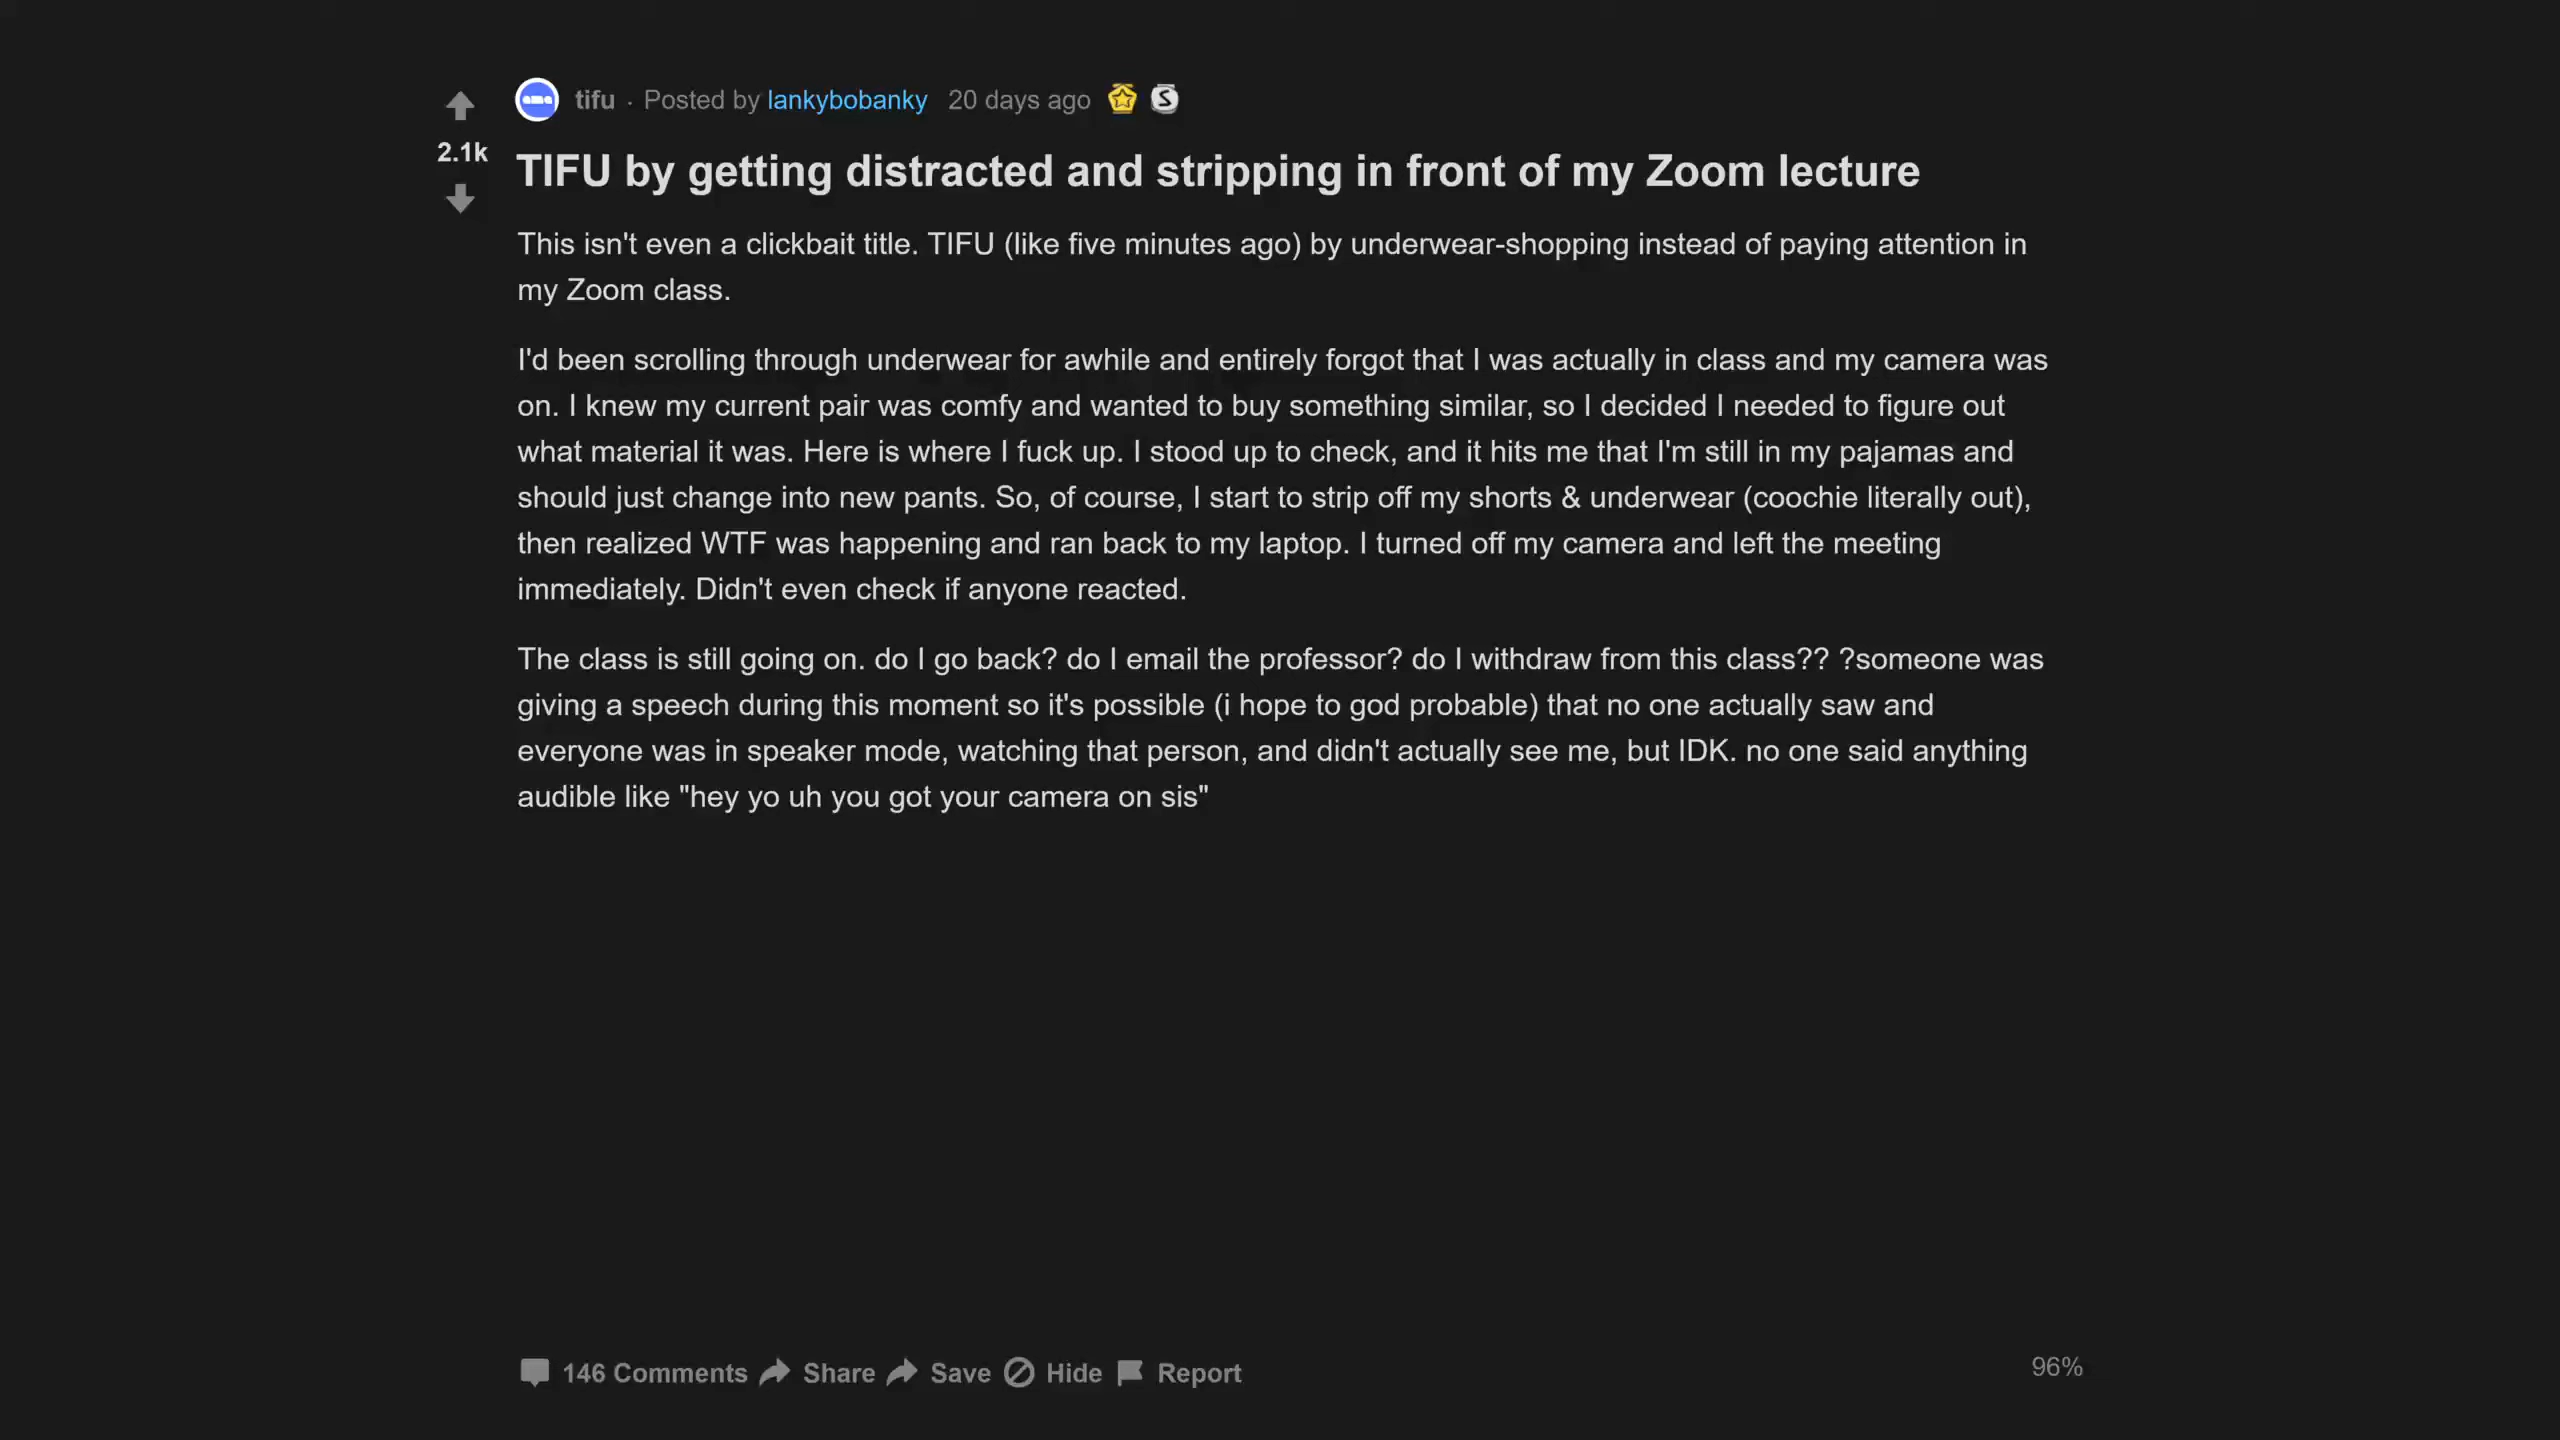 ama tifu · Posted by lankybobanky 20 days ago S
2.1k
TIFU by getting distracted and stripping in front of my Zoom lecture
This isn't even a clickbait title. TIFU (like five minutes ago) by underwear-shopping instead of paying attention in
my Zoom class.
I'd been scrolling through underwear for awhile and entirely forgot that I was actually in class and my camera was
on. I knew my current pair was comfy and wanted to buy something similar, so I decided I needed to figure out
what material it was. Here is where I fuck up. I stood up to check, and it hits me that I'm still in my pajamas and
should just change into new pants. So, of course, I start to strip off my shorts & underwear (coochie literally out),
then realized WTF was happening and ran back to my laptop. I turned off my camera and left the meeting
immediately. Didn't even check if anyone reacted.
The class is still going on. do I go back? do I email the professor? do I withdraw from this class?? ?someone was
giving a speech during this moment so it's possible (i hope to god probable) that no one actually saw and
everyone was in speaker mode, watching that person, and didn't actually see me, but IDK. no one said anything
audible like "hey yo uh you got your camera on sis"
146 Comments Share Save Hide Report
96%